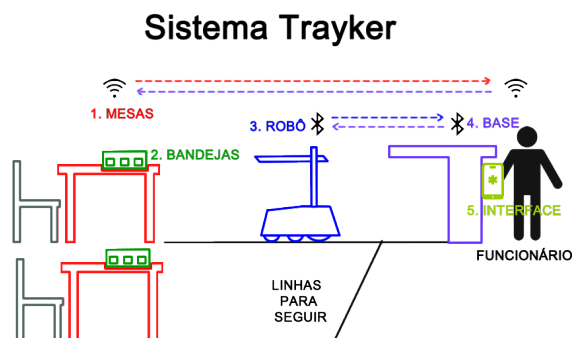 Sistema Trayker
1. MESAS
3. ROBÔ
4. BASE
2. BANDEJAS
5. INTERFACE
FUNCIONÁRIO
LINHAS
PARA
SEGUIR